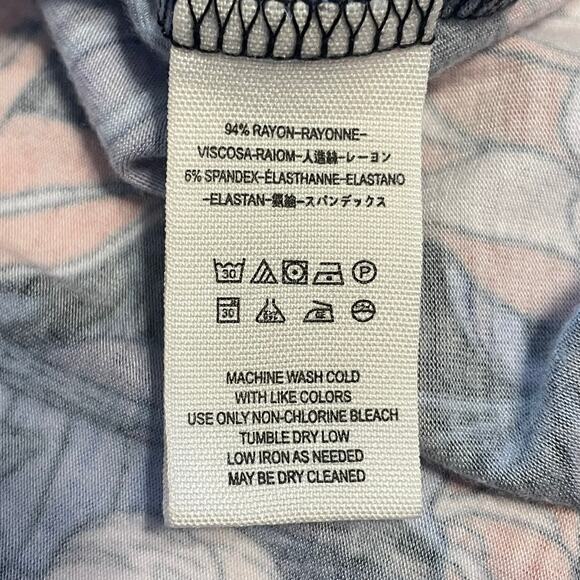 94% RAYON-RAYONNE-
VISCOSA-RAIOM-人造絲-レーヨン
6% SPANDEX-ÉLASTHANNE-ELASTANO
-ELASTAN-氨綸-スパンデックス
30 P
30
MACHINE WASH COLD
WITH LIKE COLORS
USE ONLY NON-CHLORINE BLEACH
TUMBLE DRY LOW
LOW IRON AS NEEDED
MAY BE DRY CLEANED